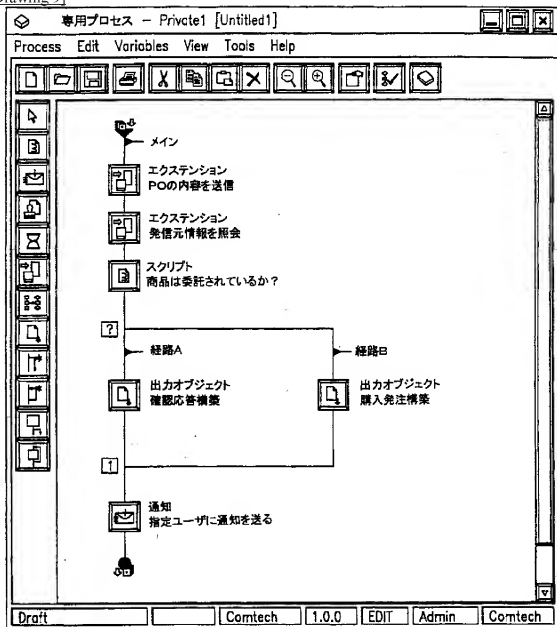 rawing 9]
専用プロセス － Private1 [Untitled1]
Process Edit Variables View Tools Help
メイン
エクステンション
POの内容を送信
エクステンション
発信元情報を照会
スクリプト
商品は委託されているか？
?
経路A
経路B
出力オブジェクト
確認応答構築
出力オブジェクト
購入発注構築
通知
指定ユーザに通知を送る
Draft Comtech 1.0.0 EDIT Admin Comtech